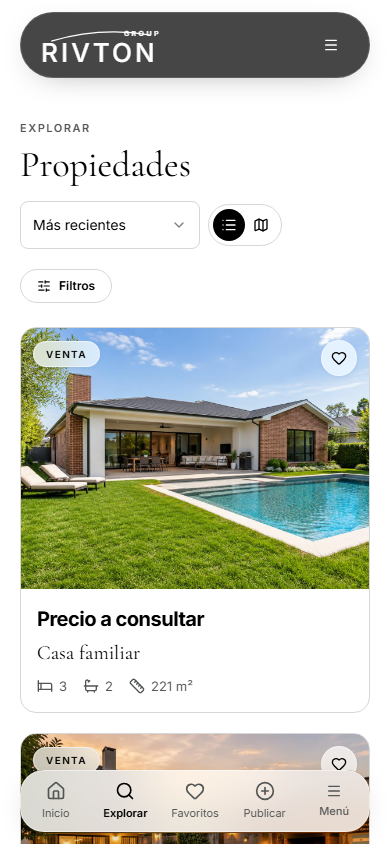 GROUP
RIVTON
EXPLORAR
Propiedades
Más recientes
Filtros
VENTA
Precio a consultar
Casa familiar
3 2 221 m²
VENTA
Inicio Explorar Favoritos Publicar Menú